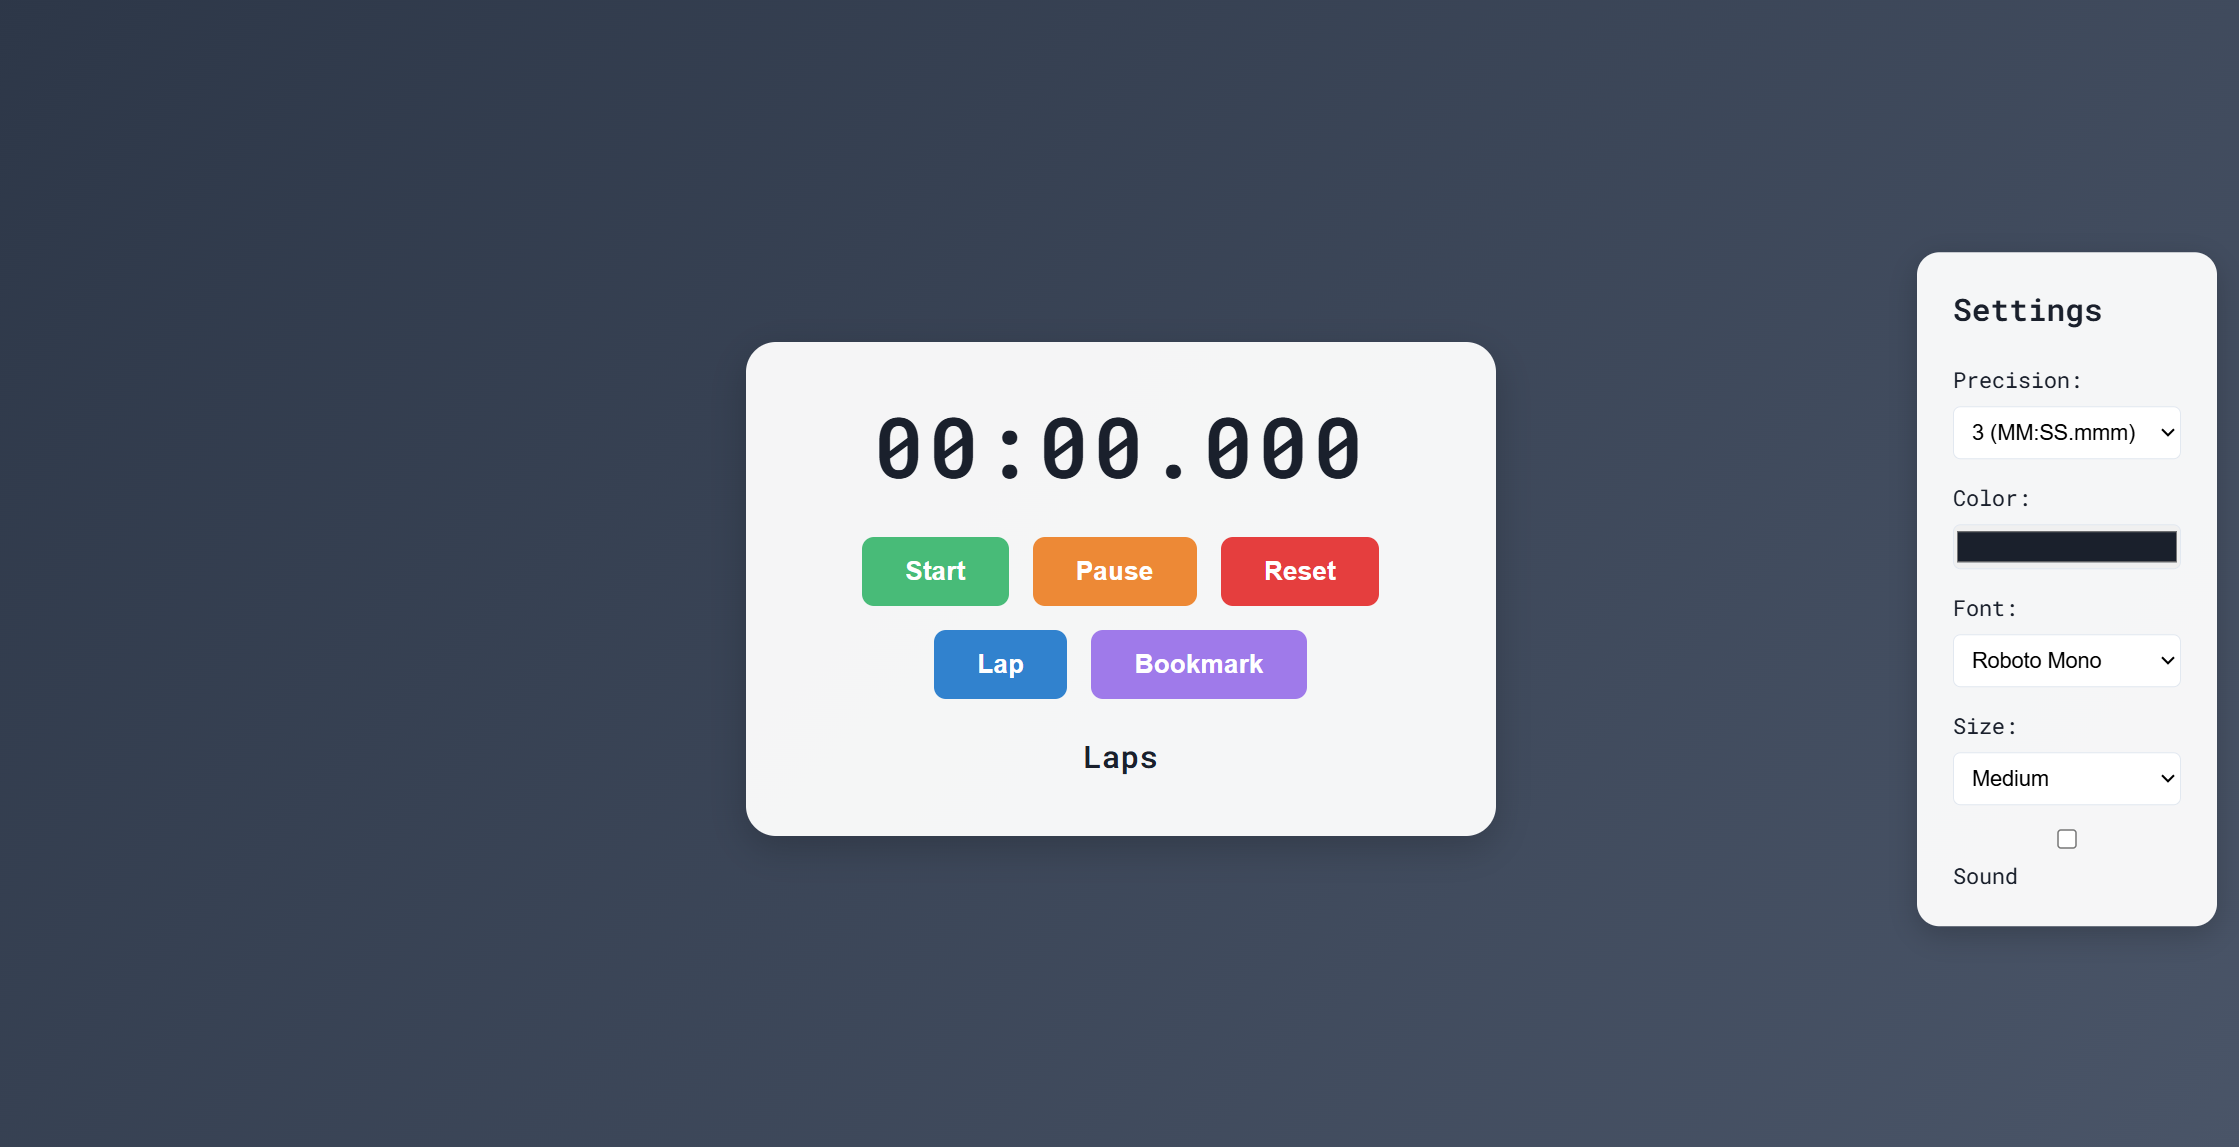 00:00.000
Start Pause Reset
Lap Bookmark
Laps
Settings
Precision:
3 (MM:SS.mmm)
Color:
Font:
Roboto Mono
Size:
Medium
Sound